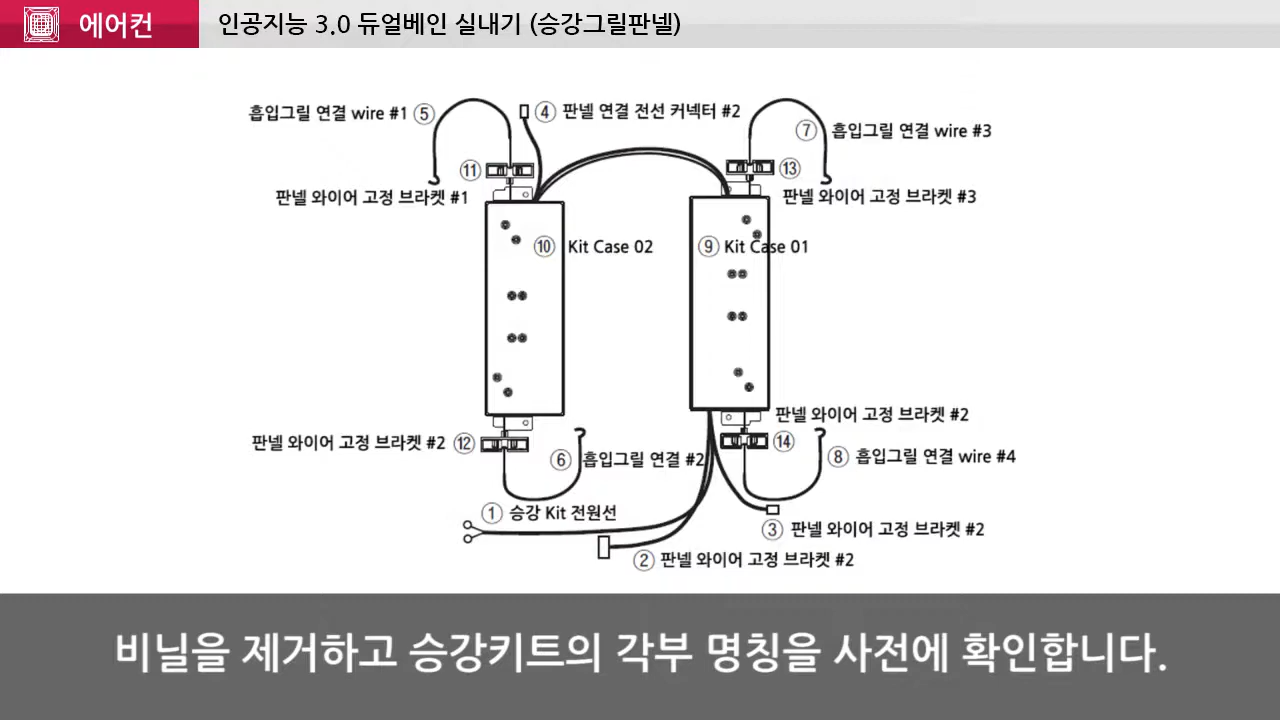 에어컨
인공지능 3.0 듀얼베인 실내기 (승강그릴판넬)
흡입그릴 연결 wire #1 ⑤
④ 판넬 연결 전선 커넥터 #2
⑦ 흡입그릴 연결 wire #3
⑪
⑬
판넬 와이어 고정 브라켓 #1
판넬 와이어 고정 브라켓 #3
⑩ Kit Case 02
⑨ Kit Case 01
판넬 와이어 고정 브라켓 #2
판넬 와이어 고정 브라켓 #2 ⑫
⑭
⑥ 흡입그릴 연결 #2
⑧ 흡입그릴 연결 wire #4
① 승강 Kit 전원선
③ 판넬 와이어 고정 브라켓 #2
② 판넬 와이어 고정 브라켓 #2
비닐을 제거하고 승강키트의 각부 명칭을 사전에 확인합니다.